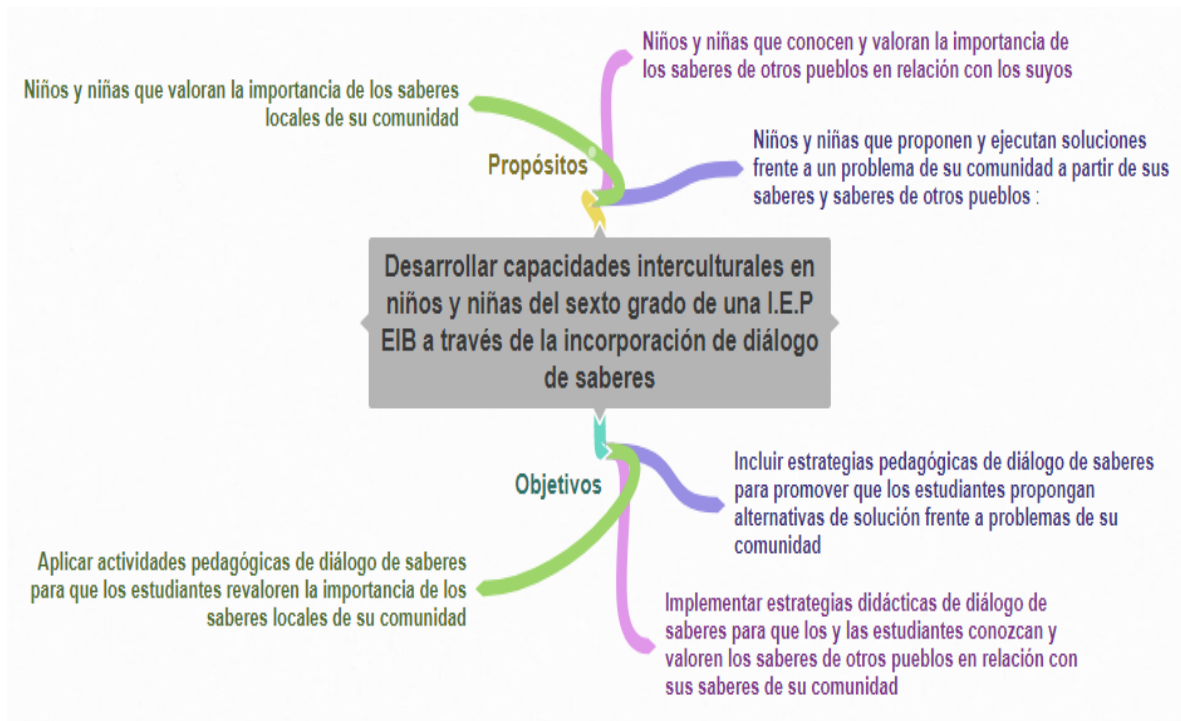 Niños y niñas que conocen y valoran la importancia de
los saberes de otros pueblos en relación con los suyos
Niños y niñas que valoran la importancia de los saberes
locales de su comunidad
Propósitos
Niños y niñas que proponen y ejecutan soluciones
frente a un problema de su comunidad a partir de sus
saberes y saberes de otros pueblos :
Desarrollar capacidades interculturales en
niños y niñas del sexto grado de una I.E.P
EIB a través de la incorporación de diálogo
de saberes
Objetivos
Incluir estrategias pedagógicas de diálogo de saberes
para promover que los estudiantes propongan
alternativas de solución frente a problemas de su
comunidad
Aplicar actividades pedagógicas de diálogo de saberes
para que los estudiantes revaloren la importancia de los
saberes locales de su comunidad
Implementar estrategias didácticas de diálogo de
saberes para que los y las estudiantes conozcan y
valoren los saberes de otros pueblos en relación con
sus saberes de su comunidad